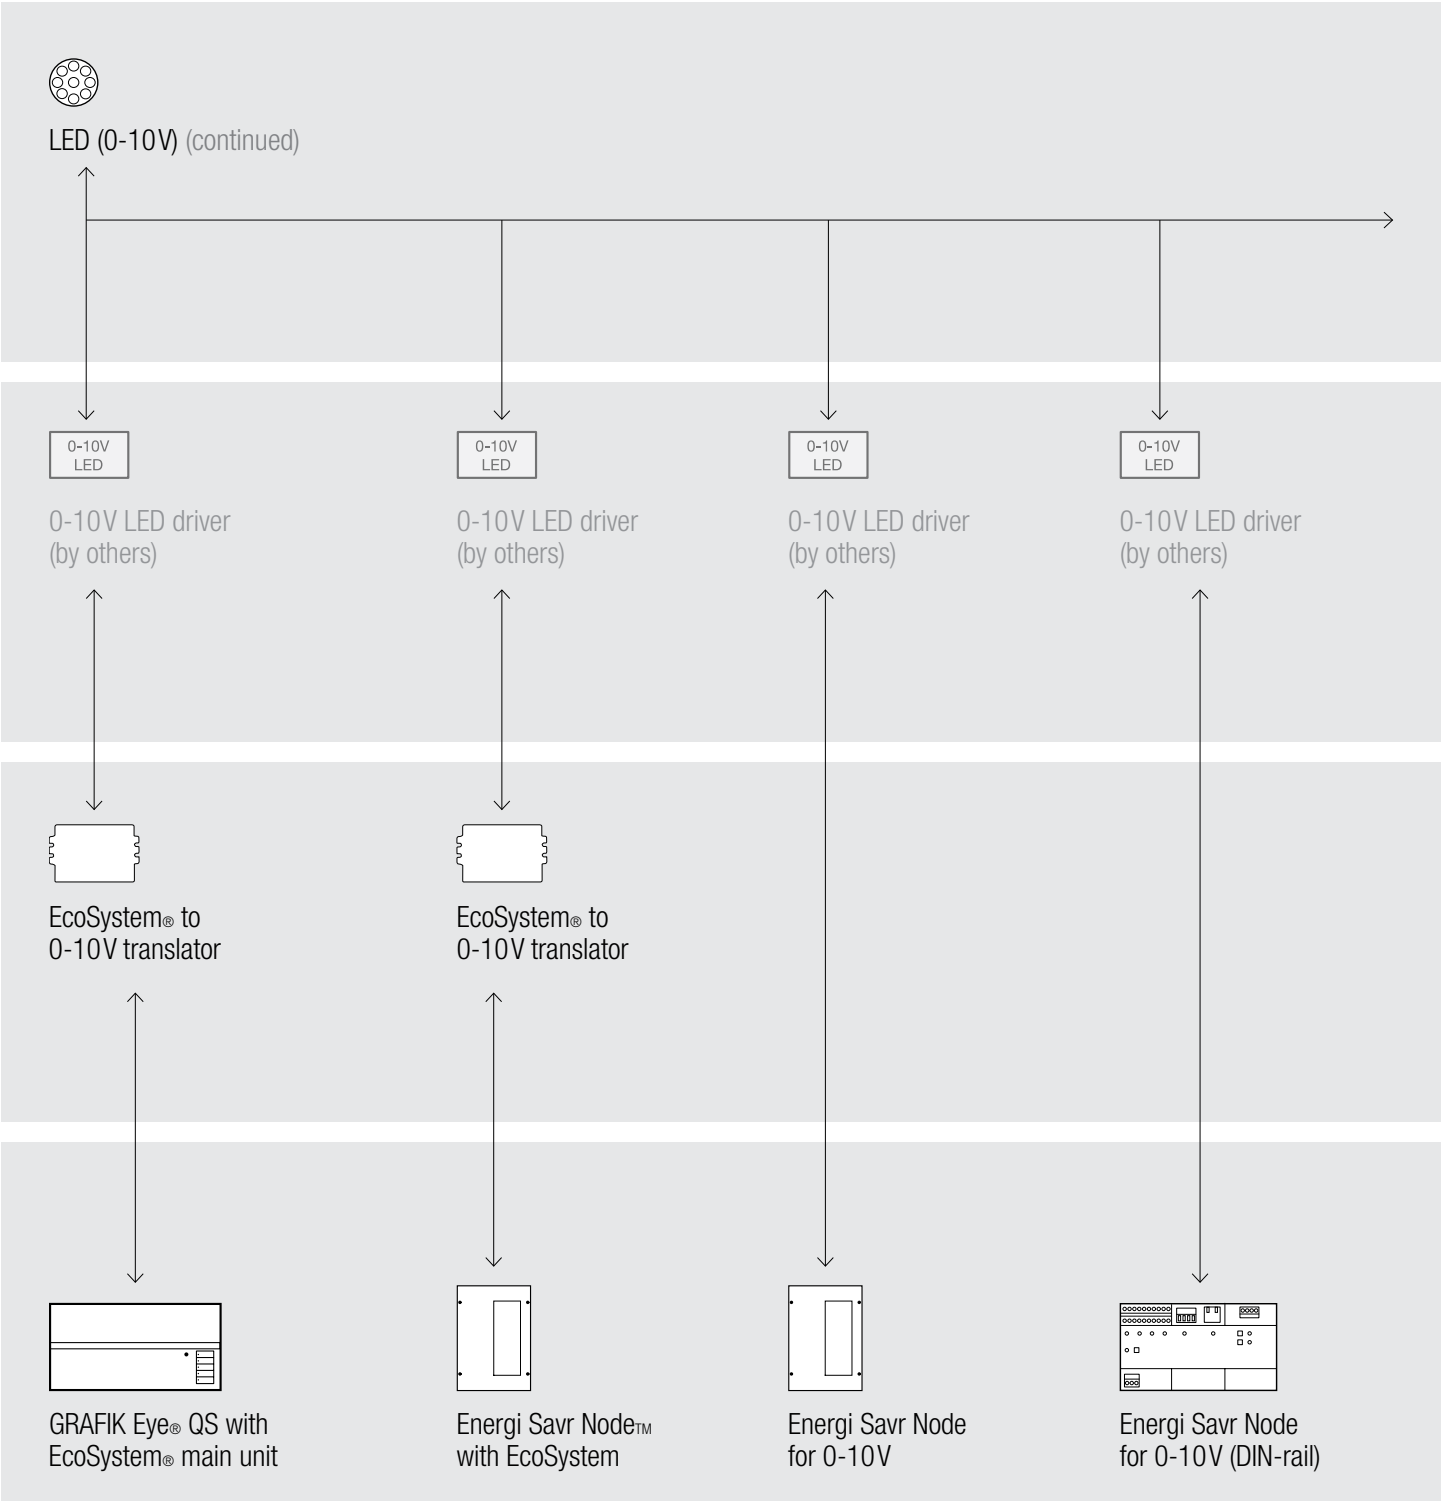 LED (0-10V) (continued)
0-10V
LED
0-10V LED driver
(by others)
0-10V
LED
0-10V LED driver
(by others)
0-10V
LED
0-10V LED driver
(by others)
0-10V
LED
0-10V LED driver
(by others)
EcoSystem® to
0-10V translator
EcoSystem® to
0-10V translator
GRAFIK Eye® QS with
EcoSystem® main unit
Energi Savr Node™
with EcoSystem
Energi Savr Node
for 0-10V
Energi Savr Node
for 0-10V (DIN-rail)